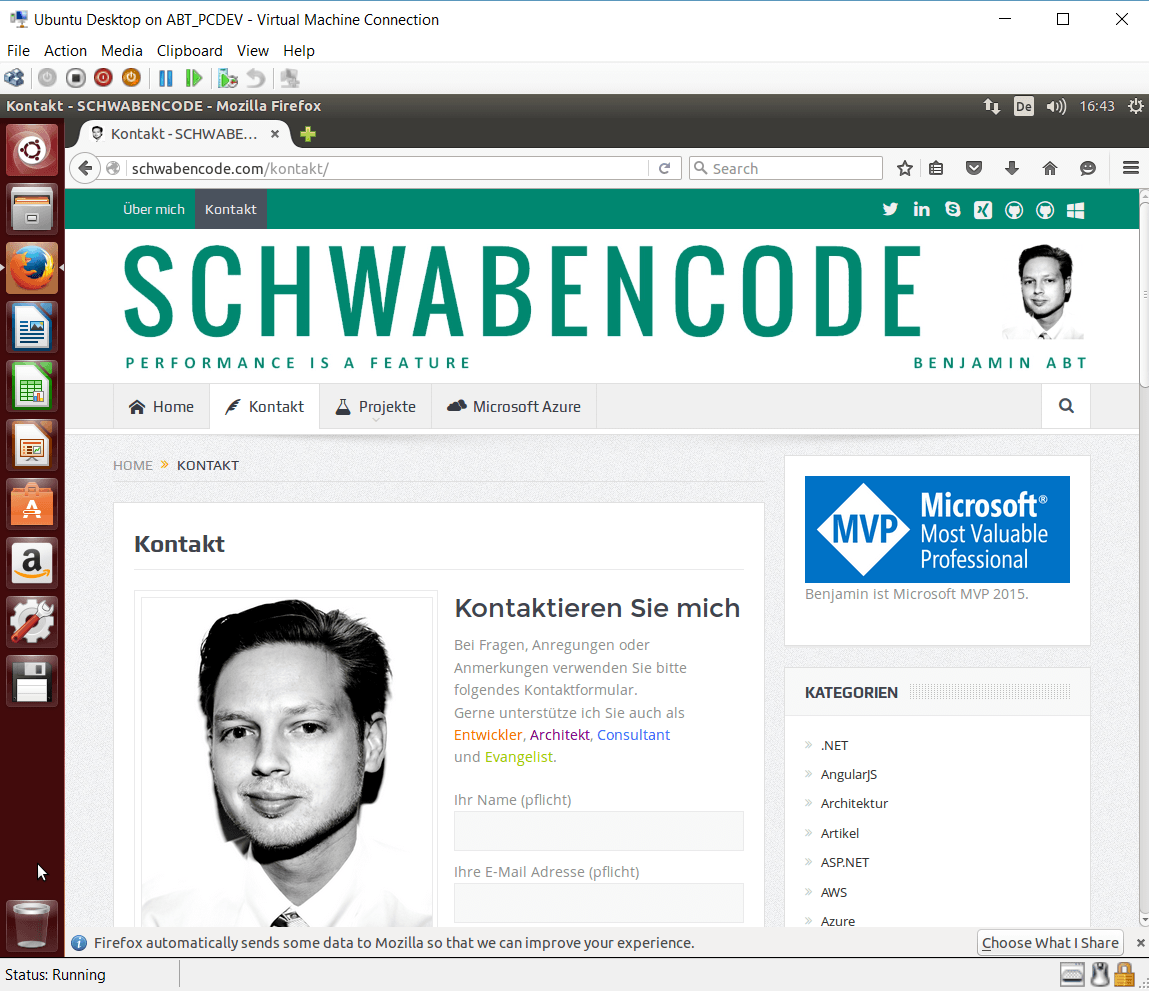 Ubuntu Desktop on ABT_PCDEV - Virtual Machine Connection
File Action Media Clipboard View Help
Kontakt - SCHWABENCODE - Mozilla Firefox
De
16:43
Kontakt - SCHWABE...
schwabencode.com/kontakt/
Search
Über mich
Kontakt
SCHWABENCODE
PERFORMANCE IS A FEATURE
BENJAMIN ABT
Home
Kontakt
Projekte
Microsoft Azure
HOME » KONTAKT
Kontakt
Kontaktieren Sie mich
Bei Fragen, Anregungen oder
Anmerkungen verwenden Sie bitte
folgendes Kontaktformular.
Gerne unterstütze ich Sie auch als
Entwickler, Architekt, Consultant
und Evangelist.
Ihr Name (pflicht)
Ihre E-Mail Adresse (pflicht)
MVP
Microsoft®
Most Valuable
Professional
Benjamin ist Microsoft MVP 2015.
KATEGORIEN
.NET
AngularJS
Architektur
Artikel
ASP.NET
AWS
Azure
Firefox automatically sends some data to Mozilla so that we can improve your experience.
Choose What I Share
Status: Running